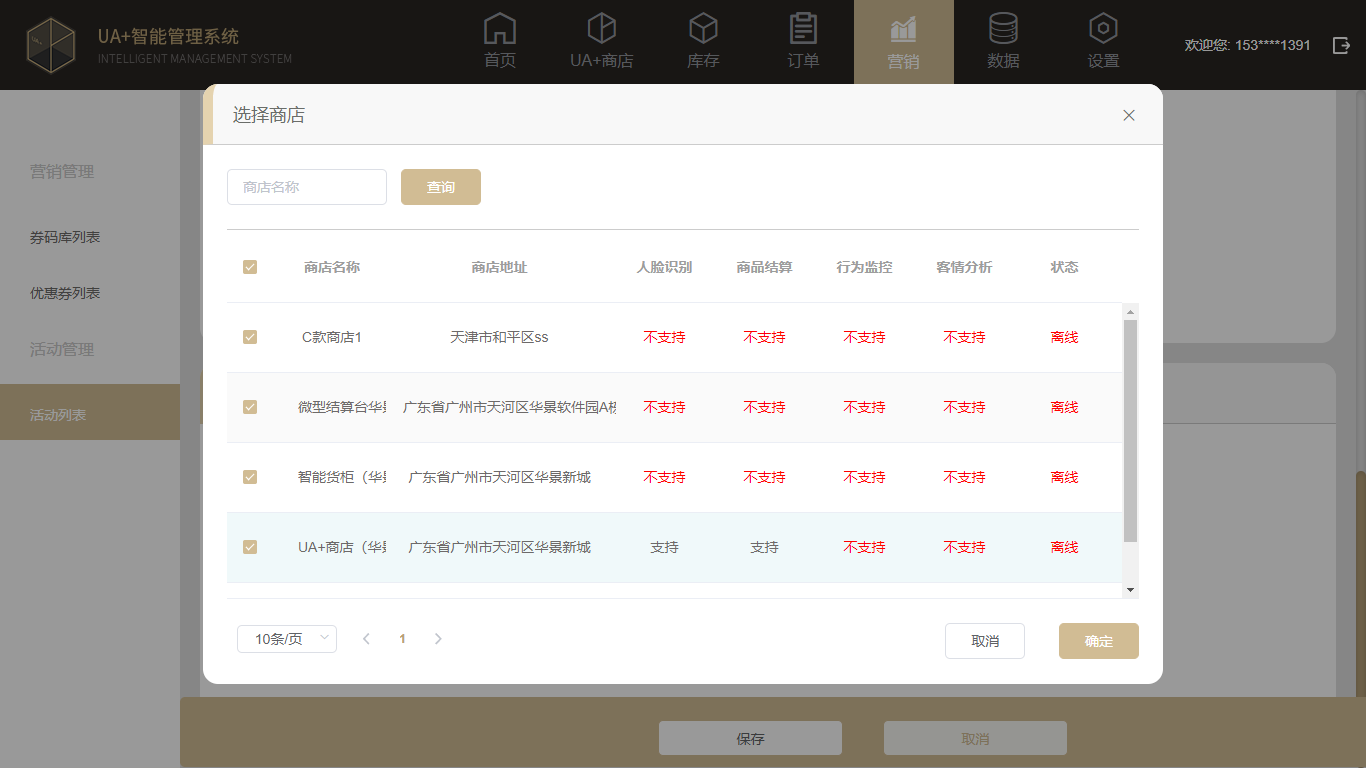 UA+智能管理系统
INTELLIGENT MANAGEMENT SYSTEM
首页
UA+商店
库存
订单
营销
数据
设置
欢迎您: 153****1391
营销管理
券码库列表
优惠券列表
活动管理
活动列表
选择商店
商店名称
查询
商店名称 商店地址 人脸识别 商品结算 行为监控 客情分析 状态
C款商店1 天津市和平区ss 不支持 不支持 不支持 不支持 离线
微型结算台华景 广东省广州市天河区华景软件园A栋 不支持 不支持 不支持 不支持 离线
智能货柜（华景 广东省广州市天河区华景新城 不支持 不支持 不支持 不支持 离线
UA+商店（华景 广东省广州市天河区华景新城 支持 支持 不支持 不支持 离线
10条/页 1
取消
确定
保存
取消